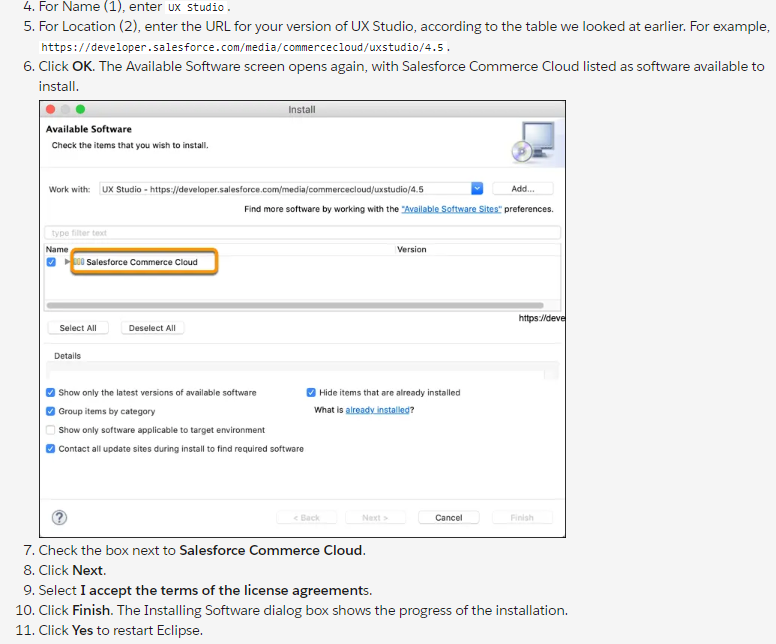 4. For Name (1), enter UX Studio.
5. For Location (2), enter the URL for your version of UX Studio, according to the table we looked at earlier. For example,
https://developer.salesforce.com/media/commercecloud/uxstudio/4.5.
6. Click OK. The Available Software screen opens again, with Salesforce Commerce Cloud listed as software available to
install.
Install
Available Software
Check the items that you wish to install.
Work with: UX Studio - https://developer.salesforce.com/media/commercecloud/uxstudio/4.5 Add...
Find more software by working with the "Available Software Sites" preferences.
type filter text
Name Version
Salesforce Commerce Cloud
https://deve
Select All Deselect All
Details
Show only the latest versions of available software Hide items that are already installed
Group items by category What is already installed?
Show only software applicable to target environment
Contact all update sites during install to find required software
? < Back Next > Cancel Finish
7. Check the box next to Salesforce Commerce Cloud.
8. Click Next.
9. Select I accept the terms of the license agreements.
10. Click Finish. The Installing Software dialog box shows the progress of the installation.
11. Click Yes to restart Eclipse.